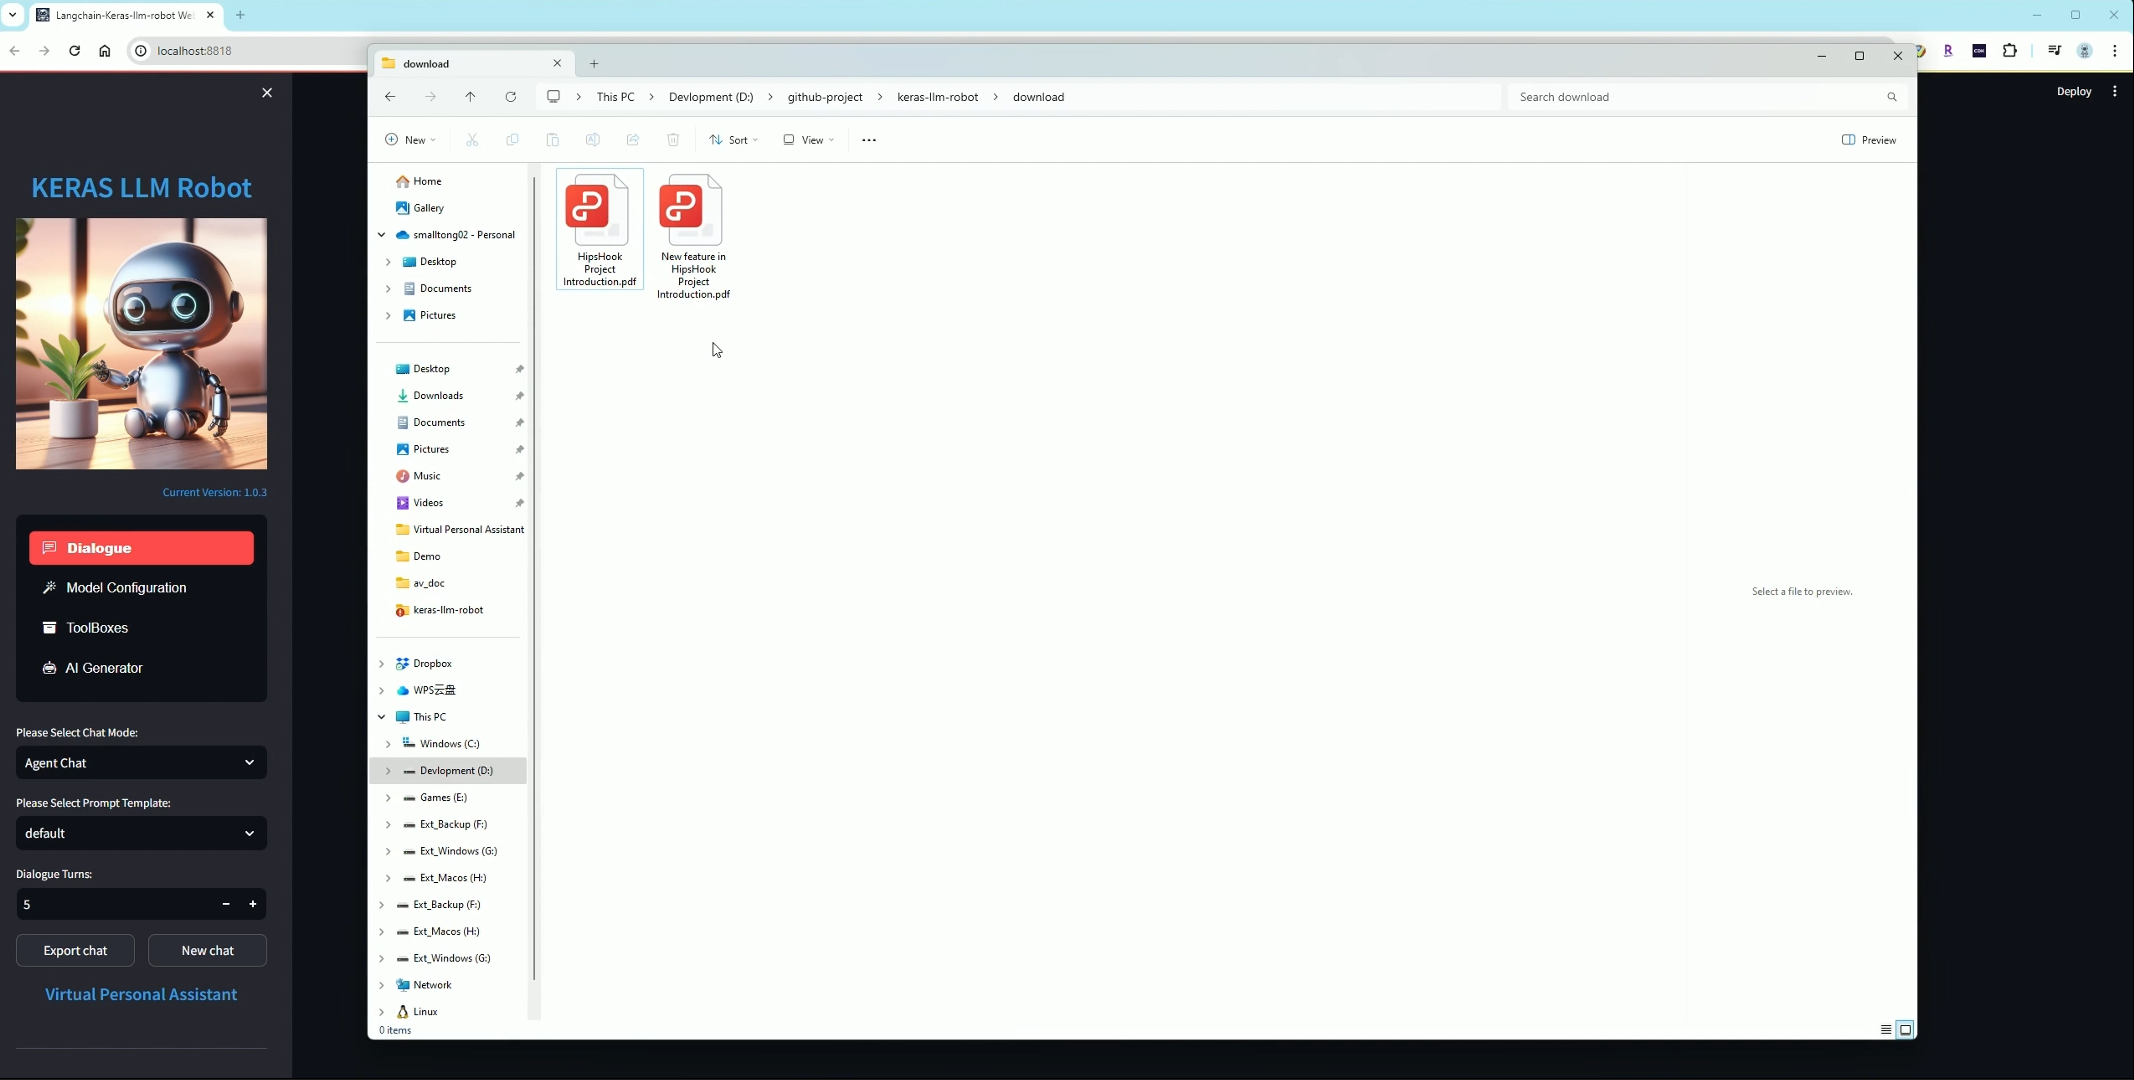 Langchain-Keras-llm-robot We
localhost:8818
download
This PC
Devlopment (D:)
github-project
keras-llm-robot
download
Search download
Deploy
New
Sort
View
Preview
KERAS LLM Robot
Current Version: 1.0.3
Dialogue
Model Configuration
ToolBoxes
AI Generator
Please Select Chat Mode:
Agent Chat
Please Select Prompt Template:
default
Dialogue Turns:
5
Export chat
New chat
Virtual Personal Assistant
Home
Gallery
smalltong02 - Personal
Desktop
Documents
Pictures
Desktop
Downloads
Documents
Pictures
Music
Videos
Virtual Personal Assistant
Demo
av_doc
keras-llm-robot
Dropbox
WPS云盘
This PC
Windows (C:)
Devlopment (D:)
Games (E:)
Ext_Backup (F:)
Ext_Windows (G:)
Ext_Macos (H:)
Ext_Backup (F:)
Ext_Macos (H:)
Ext_Windows (G:)
Network
Linux
0 items
HipsHook
Project
Introduction.pdf
New feature in
HipsHook
Project
Introduction.pdf
Select a file to preview.